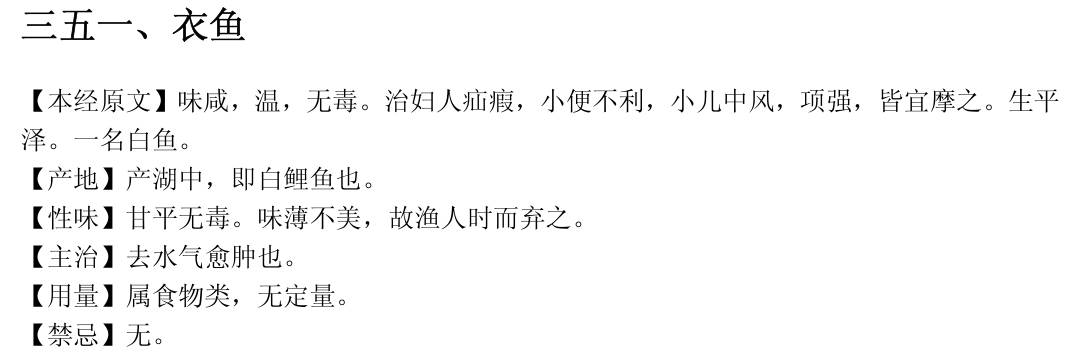 三五一、衣鱼
【本经原文】味咸，温，无毒。治妇人疝瘕，小便不利，小儿中风，项强，皆宜摩之。生平
泽。一名白鱼。
【产地】产湖中，即白鲤鱼也。
【性味】甘平无毒。味薄不美，故渔人时而弃之。
【主治】去水气愈肿也。
【用量】属食物类，无定量。
【禁忌】无。